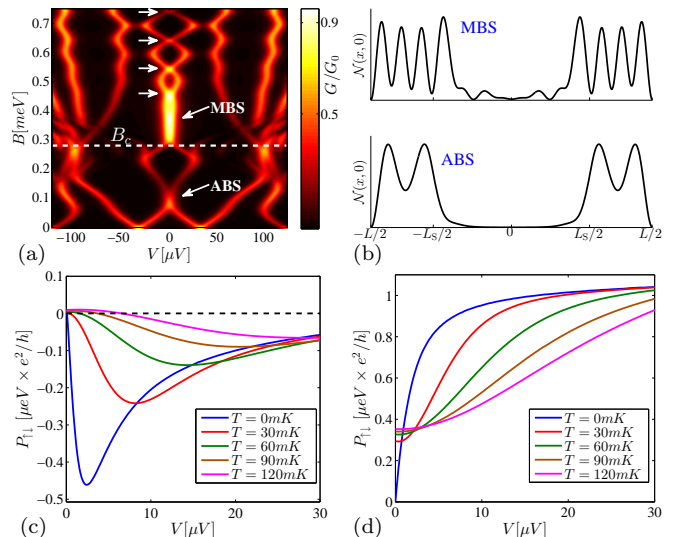 0.7
0.6
0.5
0.4
0.3
0.2
0.1
0
B[meV]
B_c
MBS
ABS
−100 −50 0 50 100
V[μV]
(a)
0.9
0.5
0.1
G/G_0
MBS
N(x, 0)
ABS
N(x, 0)
−L/2 −L_S/2 0 L_S/2 L/2
(b)
0.1
0
−0.1
−0.2
−0.3
−0.4
−0.5
P↑↓ [μeV × e²/h]
T = 0mK
T = 30mK
T = 60mK
T = 90mK
T = 120mK
0 10 20 30
V[μV]
(c)
1
0.8
0.6
0.4
0.2
0
P↑↓ [μeV × e²/h]
T = 0mK
T = 30mK
T = 60mK
T = 90mK
T = 120mK
0 10 20 30
V[μV]
(d)